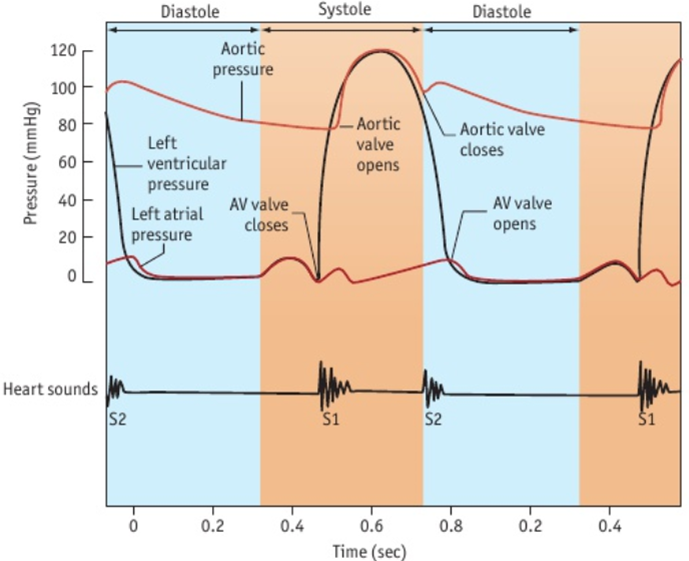 Diastole
Systole
Diastole
120
100
80
60
40
20
0
Pressure (mmHg)
Aortic
pressure
Left
ventricular
pressure
Left atrial
pressure
AV valve
closes
Aortic
valve
opens
Aortic valve
closes
AV valve
opens
Heart sounds
S2
S1
S2
S1
0
0.2
0.4
0.6
0.8
0.2
0.4
Time (sec)